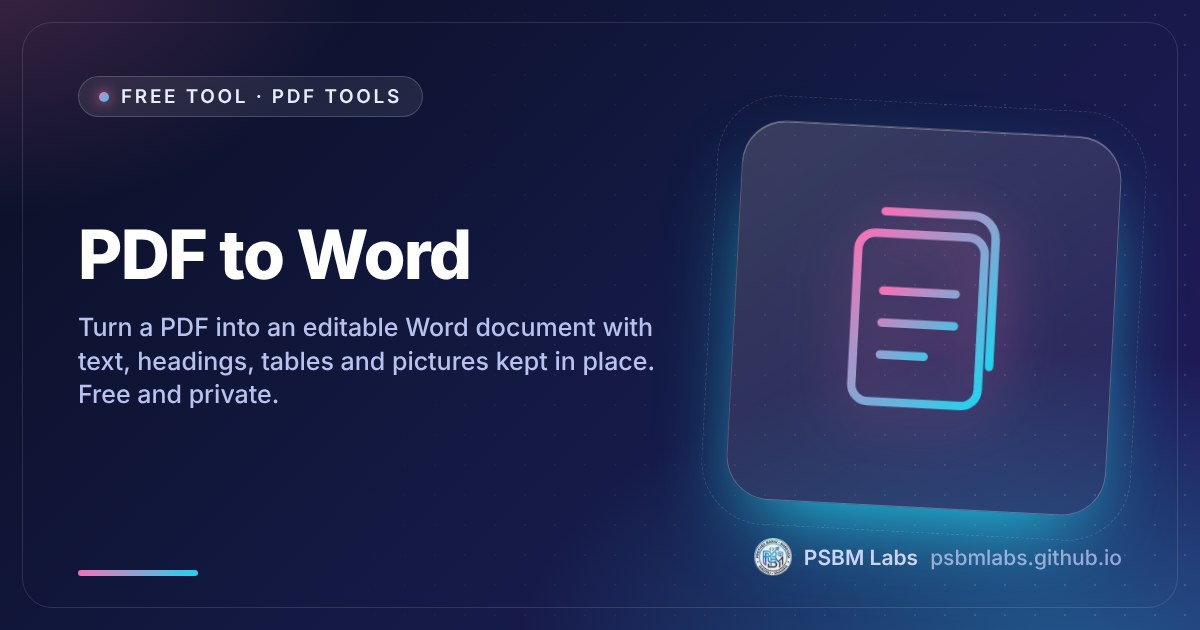 FREE TOOL · PDF TOOLS
PDF to Word
Turn a PDF into an editable Word document with
text, headings, tables and pictures kept in place.
Free and private.
PSBM Labs psbmlabs.github.io